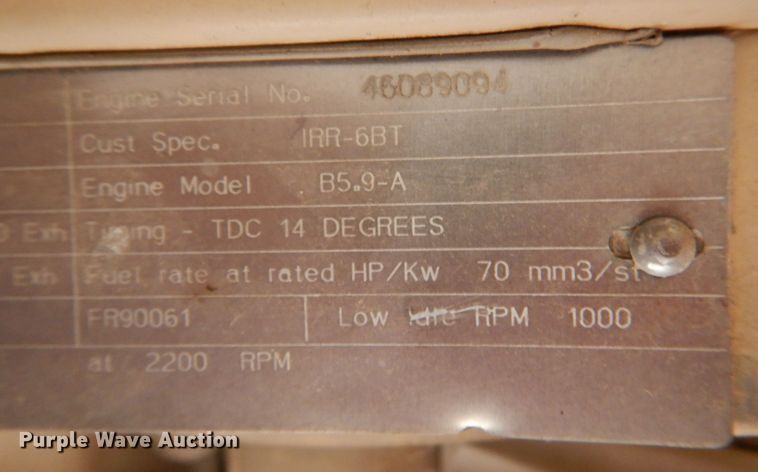 Engine Serial No. 46089094
Cust Spec. IRR-6BT
Engine Model B5.9-A
Exh Timing - TDC 14 DEGREES
Exh Fuel rate at rated HP/Kw 70 mm3/st
FR90061 Low Idle RPM 1000
at 2200 RPM
Purple Wave Auction